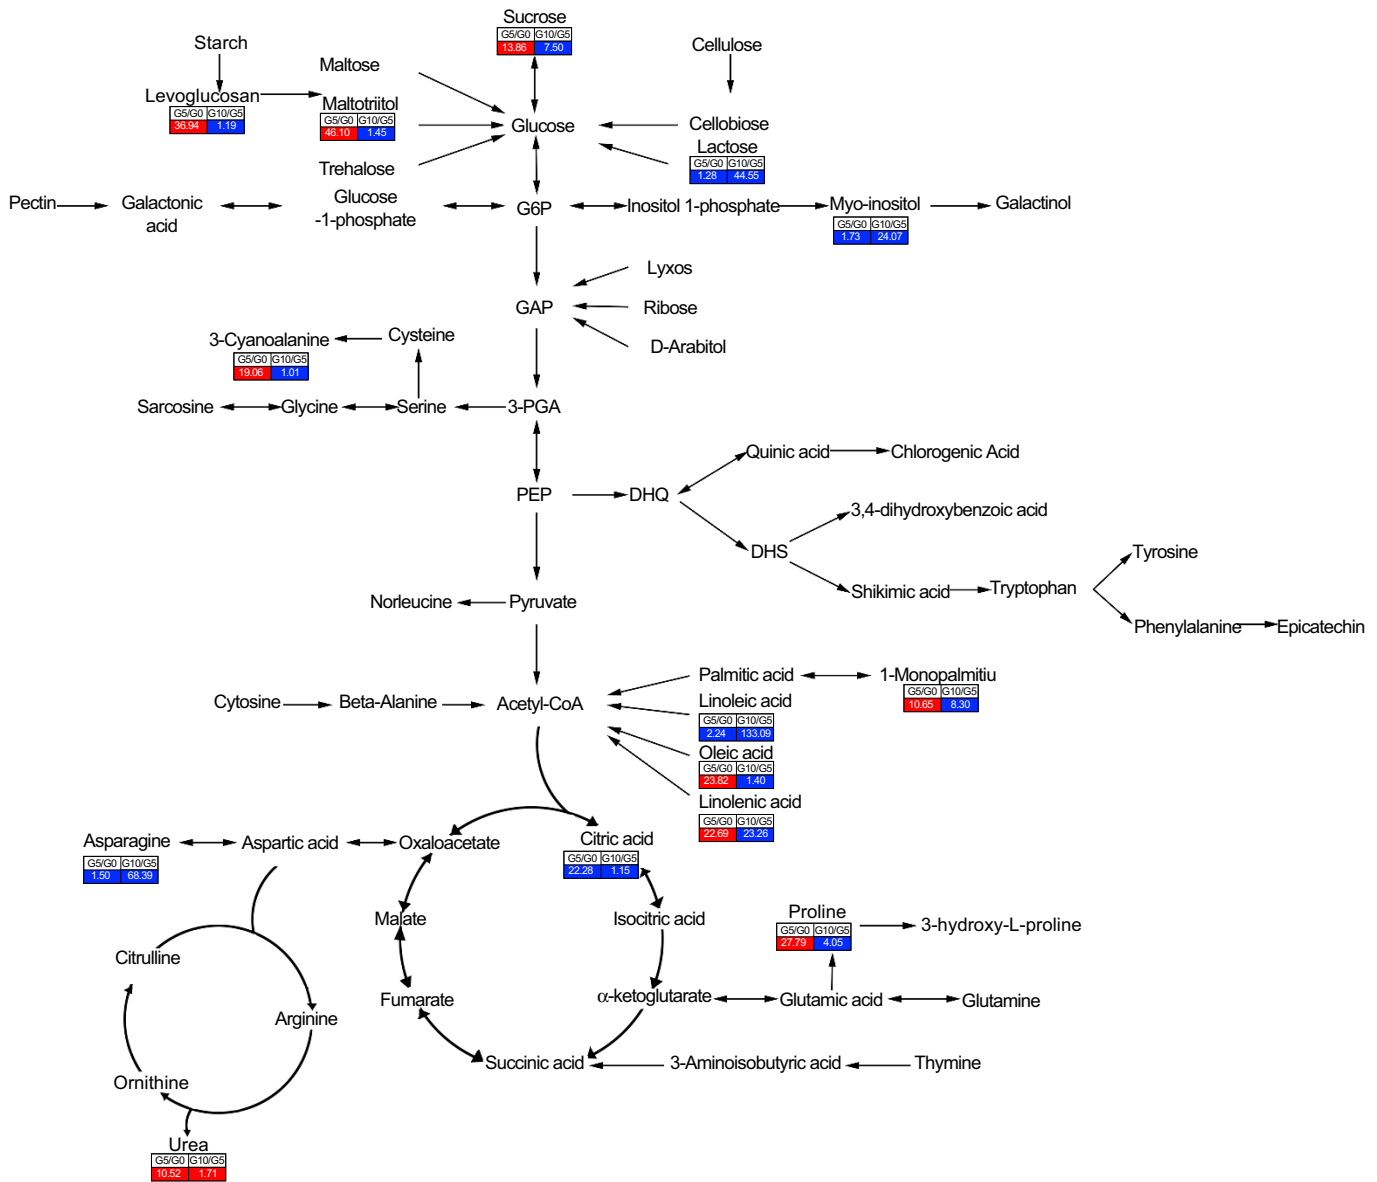 Sucrose
G5/G0 G10/G5
13.86 7.50
Starch
Cellulose
Maltose
Levoglucosan
G5/G0 G10/G5
36.94 1.19
Maltotriitol
G5/G0 G10/G5
46.10 1.45
Glucose
Cellobiose
Lactose
G5/G0 G10/G5
1.28 44.55
Trehalose
Pectin
Galactonic
acid
Glucose
-1-phosphate
G6P
Inositol 1-phosphate
Myo-inositol
G5/G0 G10/G5
1.73 24.07
Galactinol
Lyxos
GAP
Ribose
D-Arabitol
3-Cyanoalanine
G5/G0 G10/G5
19.06 1.01
Cysteine
Sarcosine
Glycine
Serine
3-PGA
Quinic acid
Chlorogenic Acid
PEP
DHQ
3,4-dihydroxybenzoic acid
DHS
Tyrosine
Shikimic acid
Tryptophan
Phenylalanine
Epicatechin
Norleucine
Pyruvate
Palmitic acid
1-Monopalmitiu
G5/G0 G10/G5
10.65 8.30
Cytosine
Beta-Alanine
Acetyl-CoA
Linoleic acid
G5/G0 G10/G5
2.24 133.09
Oleic acid
G5/G0 G10/G5
23.82 1.40
Linolenic acid
G5/G0 G10/G5
22.69 23.26
Asparagine
G5/G0 G10/G5
1.50 68.39
Aspartic acid
Oxaloacetate
Citric acid
G5/G0 G10/G5
22.28 1.15
Malate
Isocitric acid
Proline
G5/G0 G10/G5
27.79 4.05
3-hydroxy-L-proline
Citrulline
Fumarate
α-ketoglutarate
Glutamic acid
Glutamine
Arginine
Succinic acid
3-Aminoisobutyric acid
Thymine
Ornithine
Urea
G5/G0 G10/G5
10.52 1.71